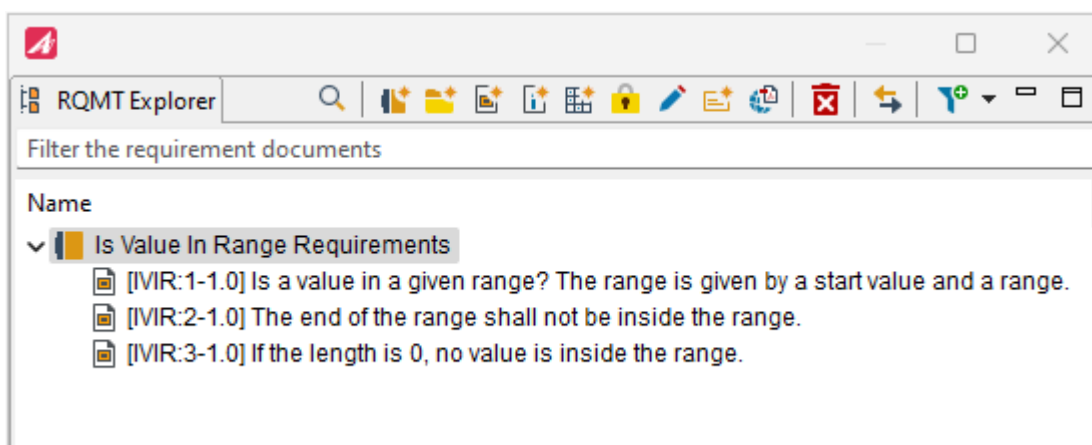 RQMT Explorer
Filter the requirement documents
Name
Is Value In Range Requirements
[IVIR:1-1.0] Is a value in a given range? The range is given by a start value and a range.
[IVIR:2-1.0] The end of the range shall not be inside the range.
[IVIR:3-1.0] If the length is 0, no value is inside the range.